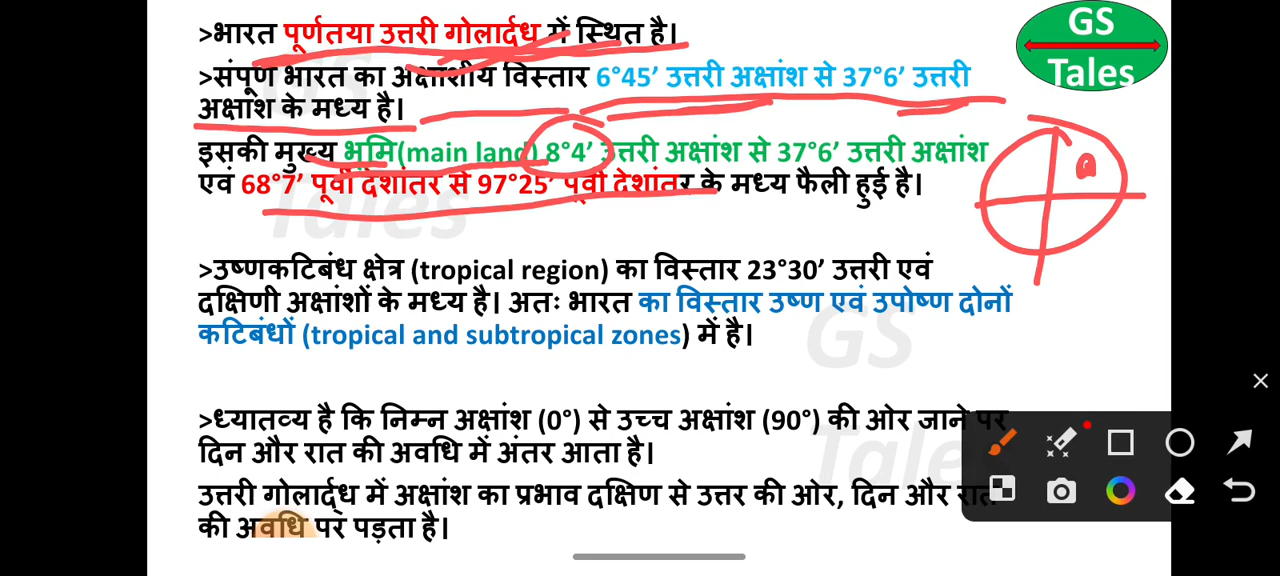 >भारत पूर्णतया उत्तरी गोलार्द्ध में स्थित है।
GS
Tales
>संपूर्ण भारत का अक्षांशीय विस्तार 6°45’ उत्तरी अक्षांश से 37°6’ उत्तरी
अक्षांश के मध्य है।
इसकी मुख्य भूमि(main land) 8°4’ उत्तरी अक्षांश से 37°6’ उत्तरी अक्षांश
एवं 68°7’ पूर्वी देशांतर से 97°25’ पूर्वी देशांतर के मध्य फैली हुई है।
Tales
>उष्णकटिबंध क्षेत्र (tropical region) का विस्तार 23°30’ उत्तरी एवं
दक्षिणी अक्षांशों के मध्य है। अतः भारत का विस्तार उष्ण एवं उपोष्ण दोनों
कटिबंधों (tropical and subtropical zones) में है।
GS
>ध्यातव्य है कि निम्न अक्षांश (0°) से उच्च अक्षांश (90°) की ओर जाने पर
दिन और रात की अवधि में अंतर आता है।
Tales
उत्तरी गोलार्द्ध में अक्षांश का प्रभाव दक्षिण से उत्तर की ओर, दिन और रात
की अवधि पर पड़ता है।